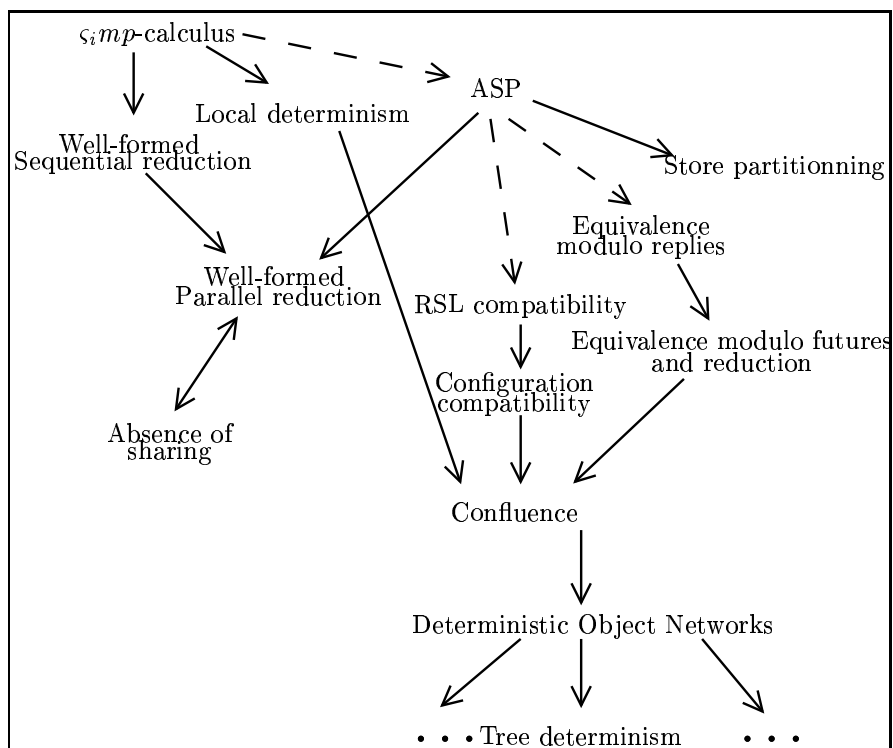 ςᵢmp-calculus
ASP
Local determinism
Well-formed
Sequential reduction
Store partitionning
Equivalence
modulo replies
Well-formed
Parallel reduction
RSL compatibility
Equivalence modulo futures
and reduction
Configuration
compatibility
Absence of
sharing
Confluence
Deterministic Object Networks
• • • Tree determinism • • •